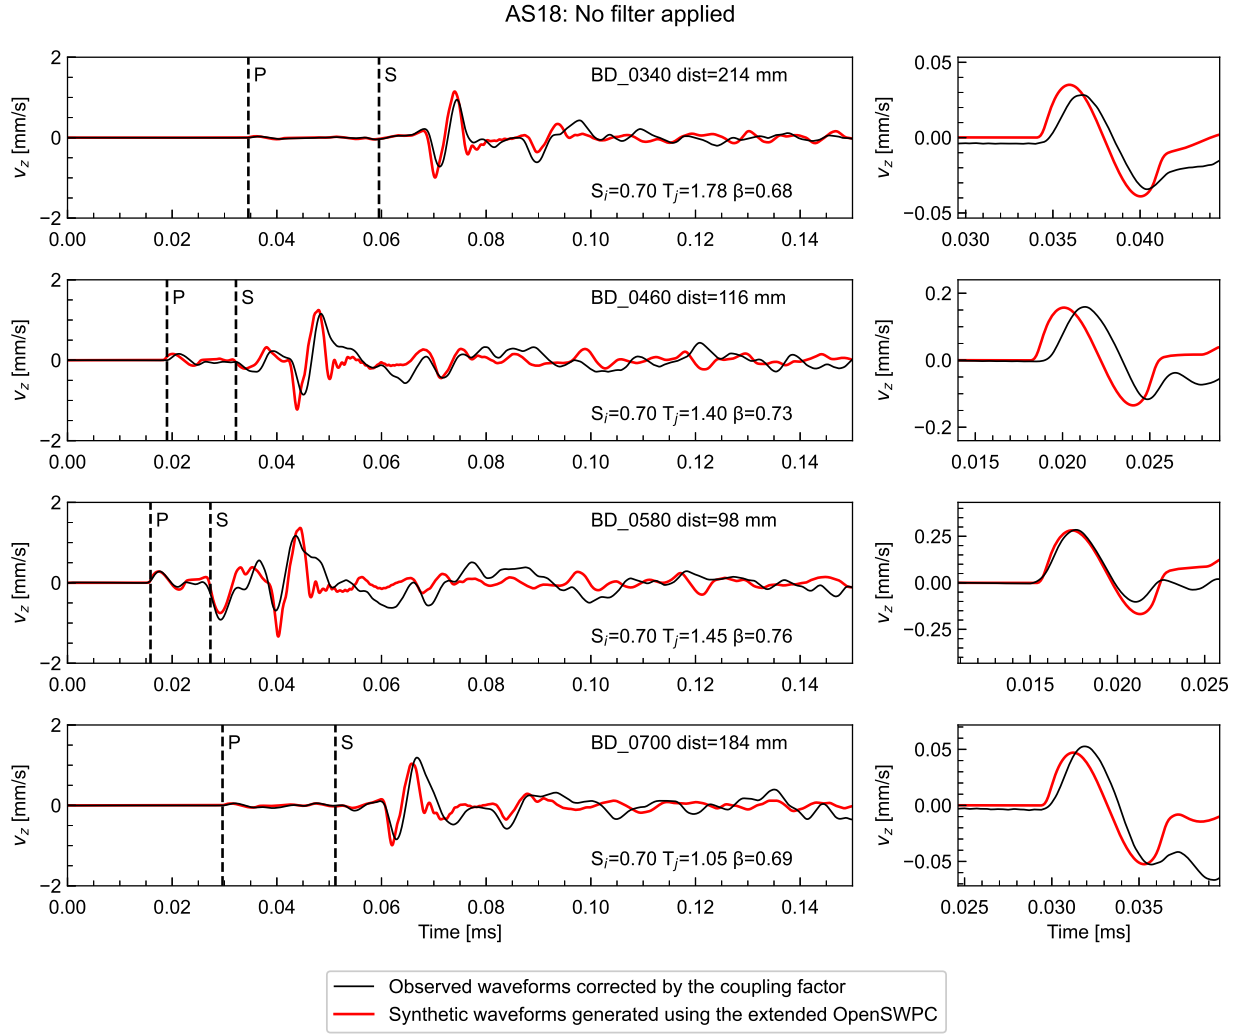 AS18: No filter applied
2
0
−2
v_z [mm/s]
P
S
BD_0340 dist=214 mm
S_i=0.70 T_j=1.78 β=0.68
0.00 0.02 0.04 0.06 0.08 0.10 0.12 0.14
0.05
0.00
−0.05
v_z [mm/s]
0.030 0.035 0.040
2
0
−2
v_z [mm/s]
P
S
BD_0460 dist=116 mm
S_i=0.70 T_j=1.40 β=0.73
0.00 0.02 0.04 0.06 0.08 0.10 0.12 0.14
0.2
0.0
−0.2
v_z [mm/s]
0.015 0.020 0.025
2
0
−2
v_z [mm/s]
P
S
BD_0580 dist=98 mm
S_i=0.70 T_j=1.45 β=0.76
0.00 0.02 0.04 0.06 0.08 0.10 0.12 0.14
0.25
0.00
−0.25
v_z [mm/s]
0.015 0.020 0.025
2
0
−2
v_z [mm/s]
P
S
BD_0700 dist=184 mm
S_i=0.70 T_j=1.05 β=0.69
0.00 0.02 0.04 0.06 0.08 0.10 0.12 0.14
Time [ms]
0.05
0.00
−0.05
v_z [mm/s]
0.025 0.030 0.035
Time [ms]
Observed waveforms corrected by the coupling factor
Synthetic waveforms generated using the extended OpenSWPC